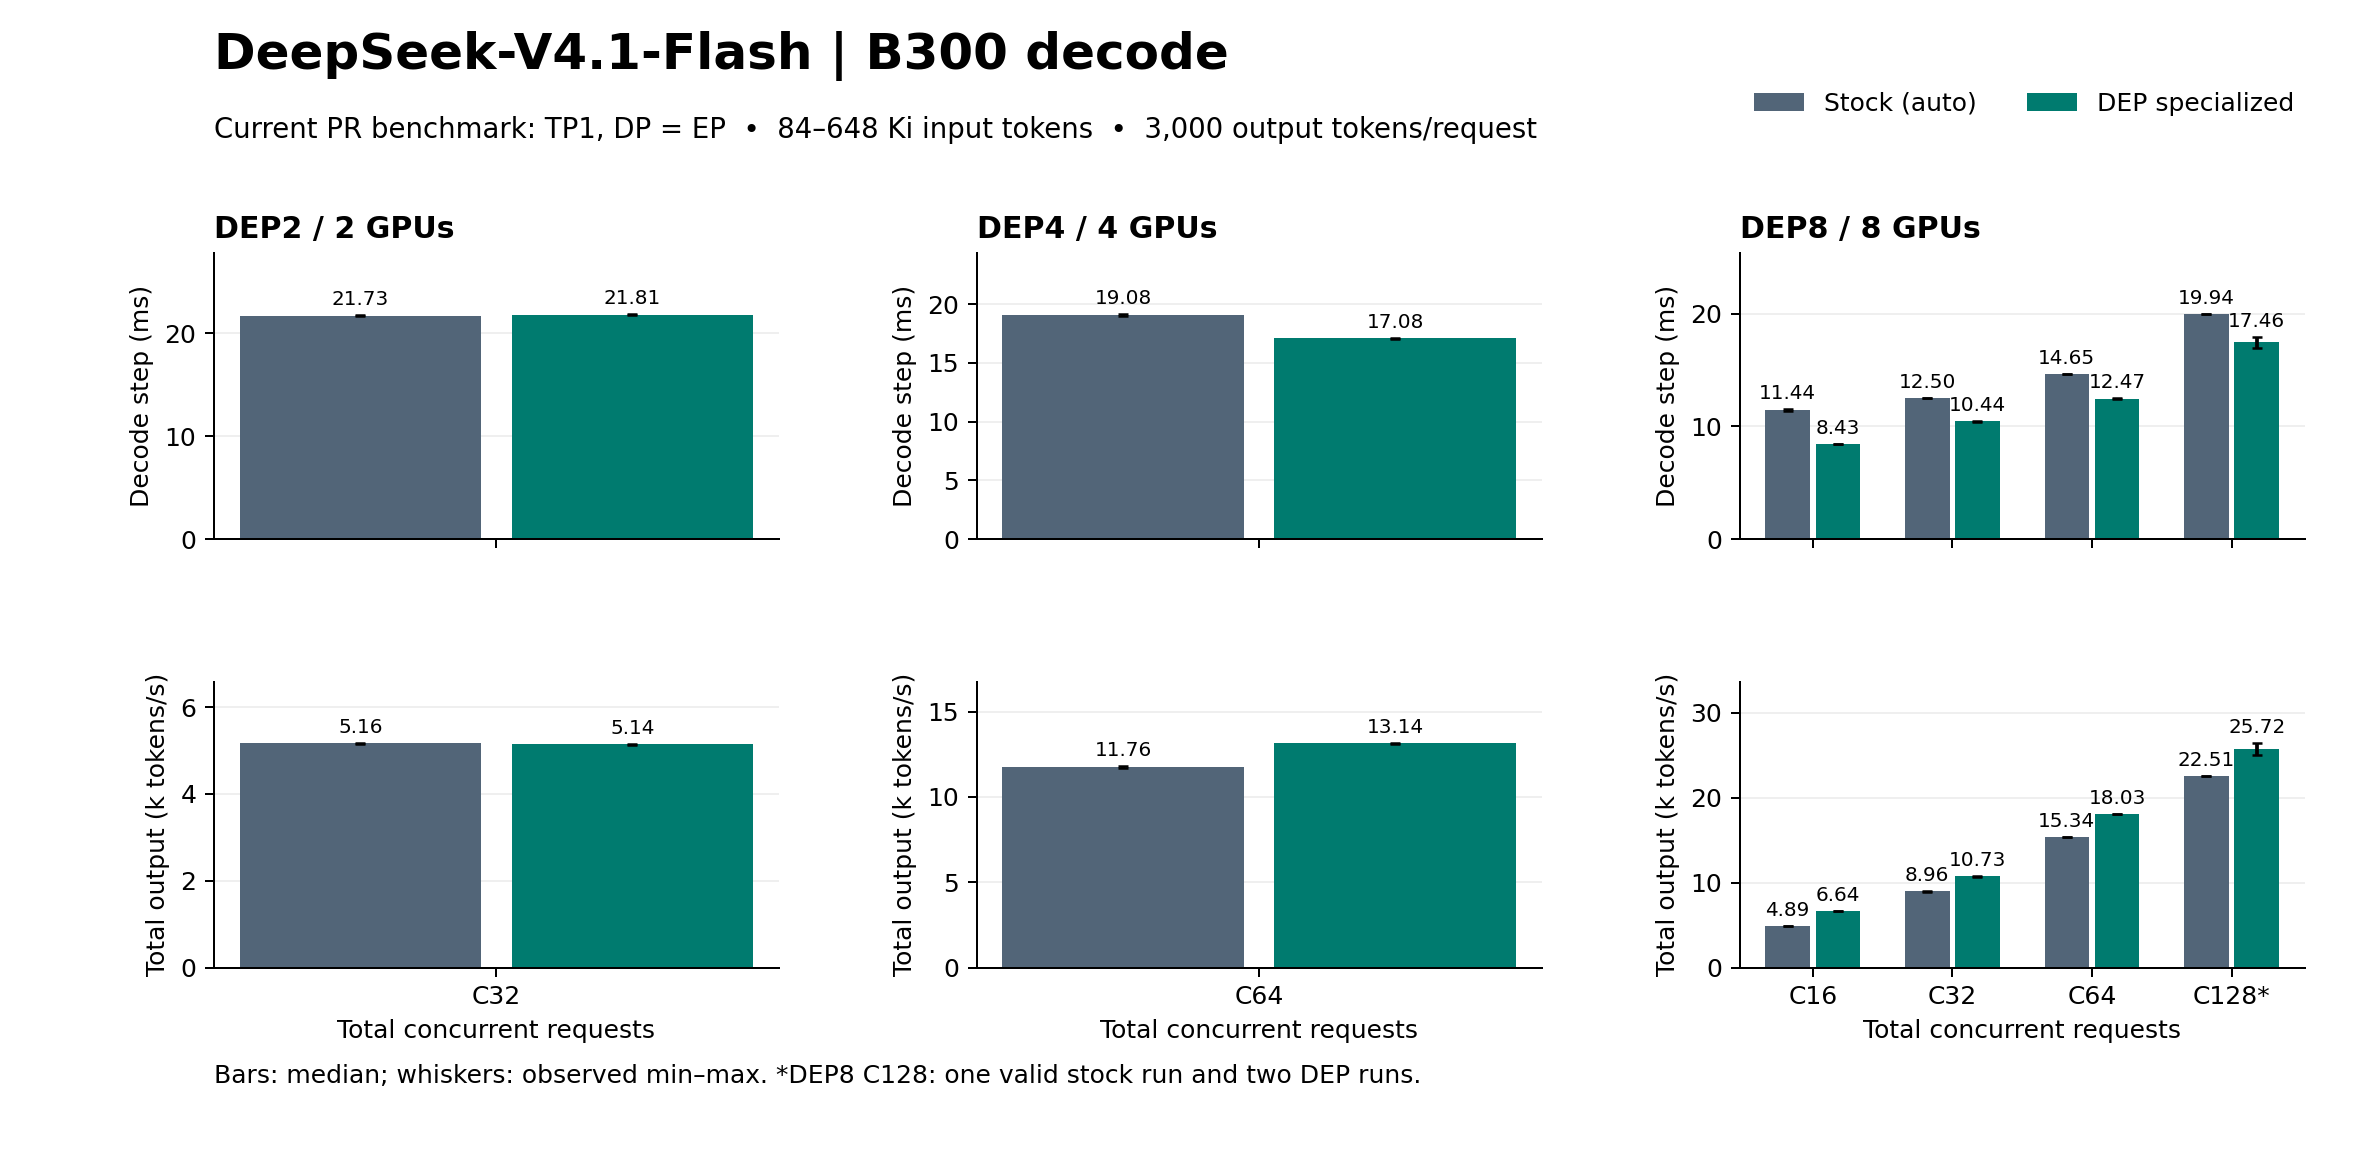 DeepSeek-V4.1-Flash | B300 decode
Current PR benchmark: TP1, DP = EP • 84–648 Ki input tokens • 3,000 output tokens/request
Stock (auto)
DEP specialized
DEP2 / 2 GPUs
Decode step (ms)
20
10
0
21.73
21.81
DEP4 / 4 GPUs
Decode step (ms)
20
15
10
5
0
19.08
17.08
DEP8 / 8 GPUs
Decode step (ms)
20
10
0
11.44
8.43
12.50
10.44
14.65
12.47
19.94
17.46
Total output (k tokens/s)
6
4
2
0
5.16
5.14
C32
Total concurrent requests
Total output (k tokens/s)
15
10
5
0
11.76
13.14
C64
Total concurrent requests
Total output (k tokens/s)
30
20
10
0
4.89
6.64
8.96
10.73
15.34
18.03
22.51
25.72
C16
C32
C64
C128*
Total concurrent requests
Bars: median; whiskers: observed min–max. *DEP8 C128: one valid stock run and two DEP runs.